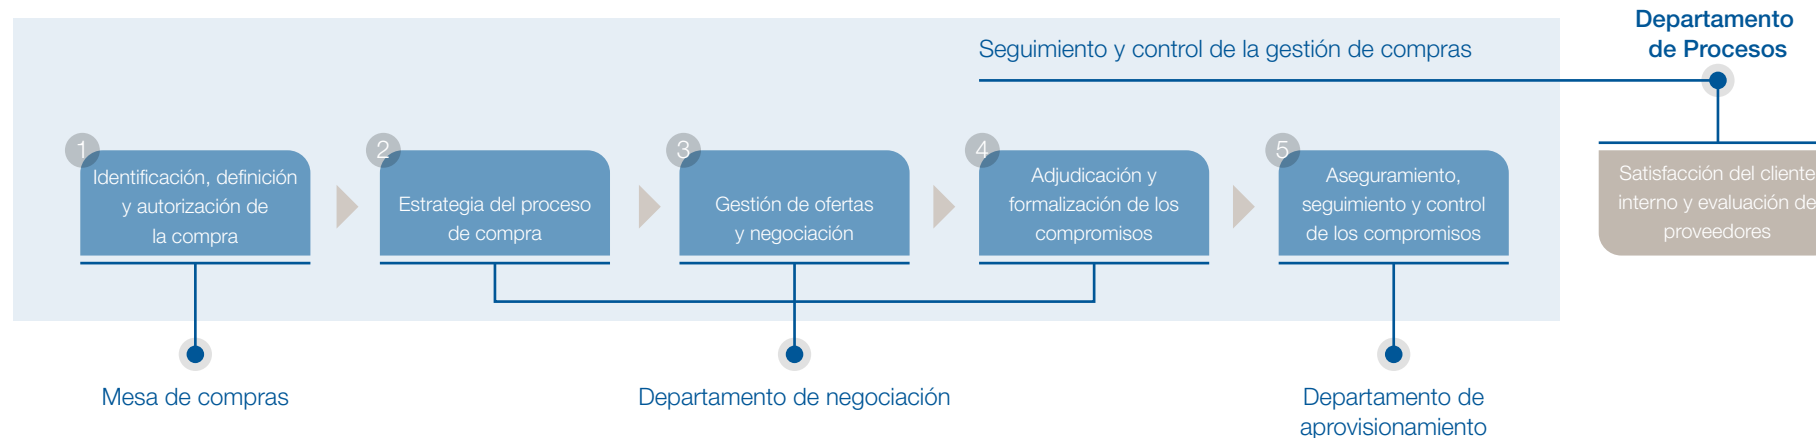 Departamento
de Procesos
Seguimiento y control de la gestión de compras
1
Identificación, definición
y autorización de
la compra
2
Estrategia del proceso
de compra
3
Gestión de ofertas
y negociación
4
Adjudicación y
formalización de los
compromisos
5
Aseguramiento,
seguimiento y control
de los compromisos
Satisfacción del cliente
interno y evaluación de
proveedores
Mesa de compras
Departamento de negociación
Departamento de
aprovisionamiento